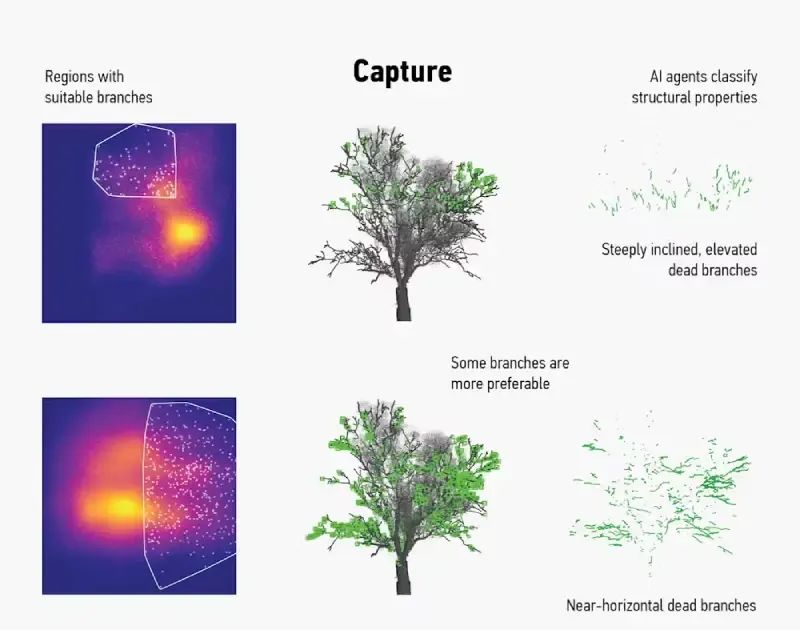 Capture
Regions with
suitable branches
AI agents classify
structural properties
Steeply inclined, elevated
dead branches
Some branches are
more preferable
Near-horizontal dead branches